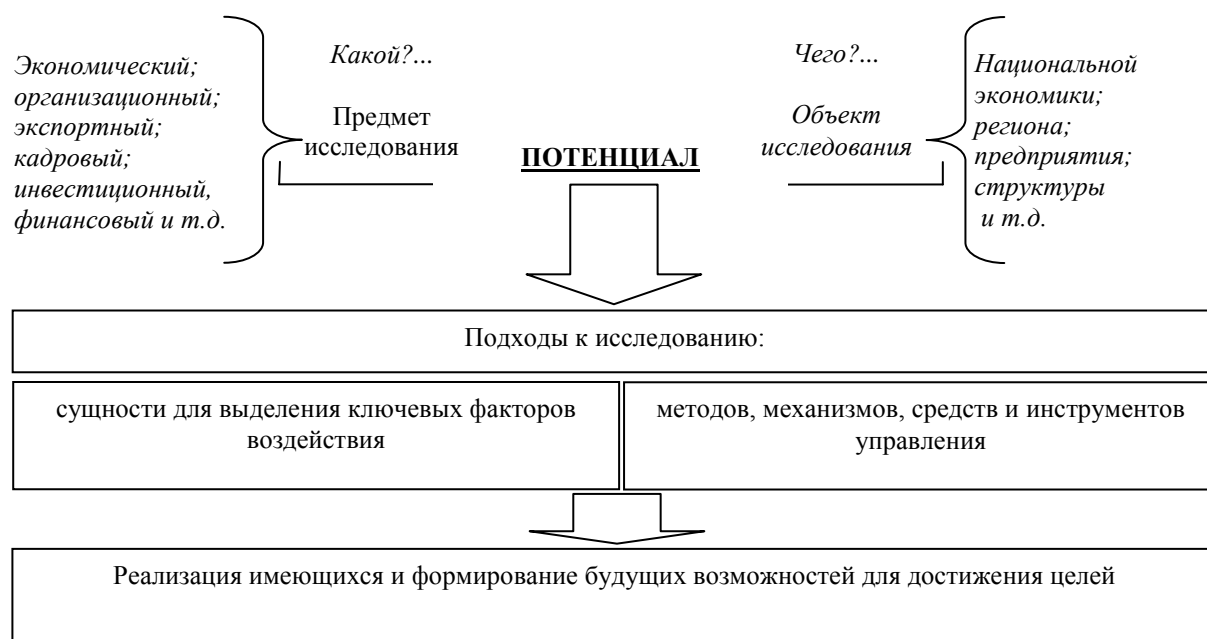 Экономический;
организационный;
экспортный;
кадровый;
инвестиционный,
финансовый и т.д.
Какой?...
Предмет
исследования
ПОТЕНЦИАЛ
Чего?...
Объект
исследования
Национальной
экономики;
региона;
предприятия;
структуры
и т.д.
Подходы к исследованию:
сущности для выделения ключевых факторов
воздействия
методов, механизмов, средств и инструментов
управления
Реализация имеющихся и формирование будущих возможностей для достижения целей